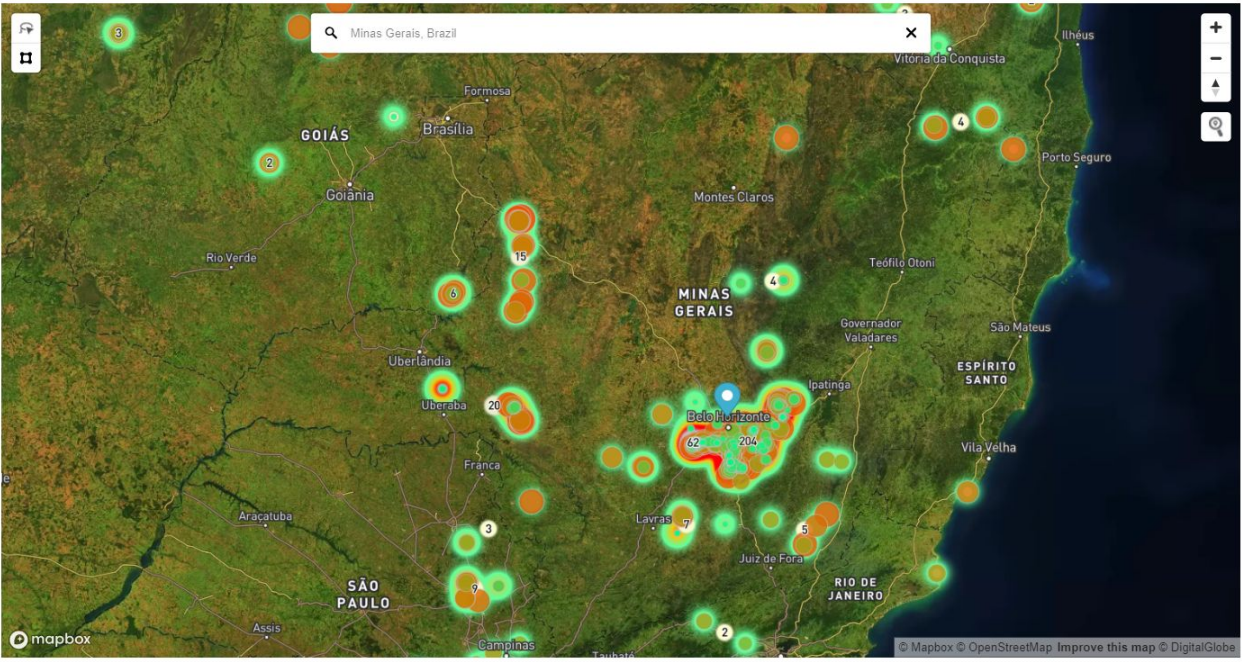 Minas Gerais, Brazil
3
2
Ilhéus
Vitória da Conquista
Formosa
GOIÁS
Brasília
4
Porto Seguro
2
Goiânia
Montes Claros
15
Rio Verde
Teófilo Otoni
6
4
MINAS
GERAIS
Governador
Valadares
São Mateus
Uberlândia
ESPÍRITO
SANTO
Ipatinga
20
Uberaba
Belo Horizonte
62
204
Vila Velha
Franca
Araçatuba
Lavras
7
3
5
Juiz de Fora
SÃO
PAULO
9
RIO DE
JANEIRO
Assis
2
mapbox
Campinas
Taubaté
© Mapbox © OpenStreetMap Improve this map © DigitalGlobe